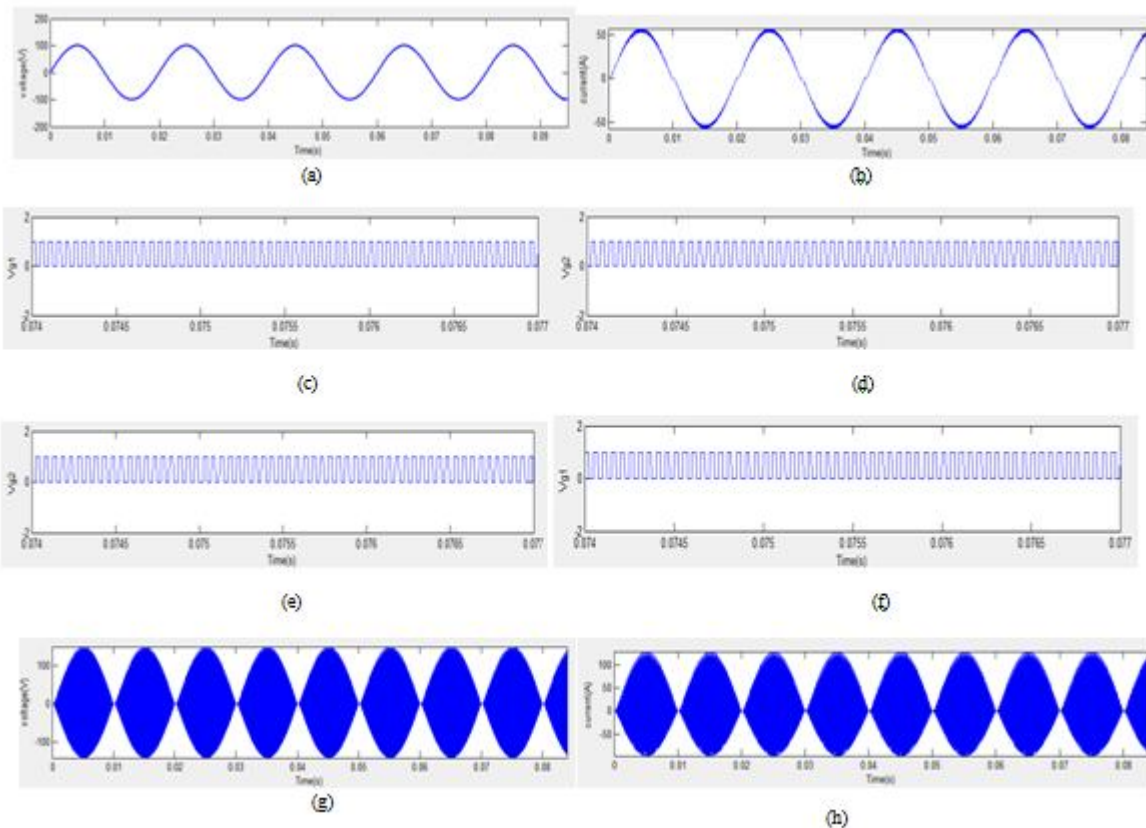 voltage(V)
200
100
0
-100
-200
0 0.01 0.02 0.03 0.04 0.05 0.06 0.07 0.08 0.09
Time(s)
(a)
current(A)
50
0
-50
0 0.01 0.02 0.03 0.04 0.05 0.06 0.07 0.08
Time(s)
(b)
Vg1
2
0
-2
0.074 0.0745 0.075 0.0755 0.076 0.0765 0.077
Time(s)
(c)
Vg2
2
0
-2
0.074 0.0745 0.075 0.0755 0.076 0.0765 0.077
Time(s)
(d)
Vg2
2
0
-2
0.074 0.0745 0.075 0.0755 0.076 0.0765 0.077
Time(s)
(e)
Vg1
2
0
-2
0.074 0.0745 0.075 0.0755 0.076 0.0765 0.077
Time(s)
(f)
voltage(V)
100
0
-100
0 0.01 0.02 0.03 0.04 0.05 0.06 0.07 0.08
Time(s)
(g)
current(A)
100
50
0
-50
0 0.01 0.02 0.03 0.04 0.05 0.06 0.07 0.08
Time(s)
(h)